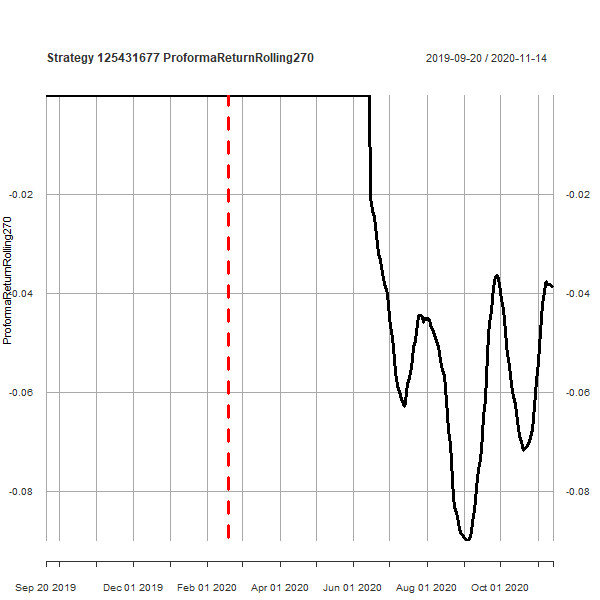 Strategy 125431677 ProformaReturnRolling270
2019-09-20 / 2020-11-14
ProformaReturnRolling270
-0.02 -0.02
-0.04 -0.04
-0.06 -0.06
-0.08 -0.08
Sep 20 2019 Dec 01 2019 Feb 01 2020 Apr 01 2020 Jun 01 2020 Aug 01 2020 Oct 01 2020